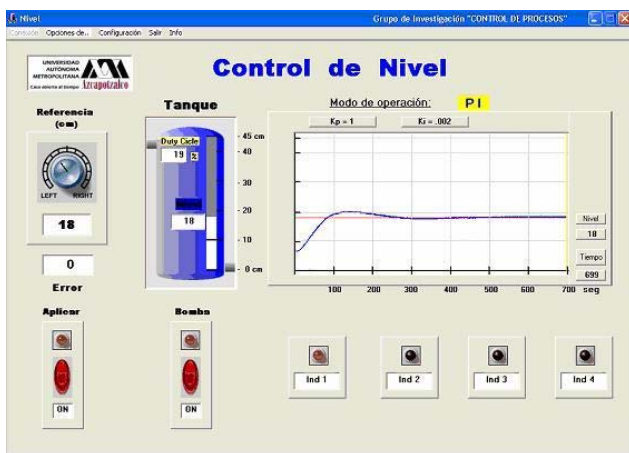 Nivel
Grupo de Investigación "CONTROL DE PROCESOS"
Conexión Opciones de.. Configuración Salir Info
UNIVERSIDAD
AUTÓNOMA
METROPOLITANA
Casa abierta al tiempo Azcapotzalco
Control de Nivel
Referencia
(cm)
LEFT RIGHT
18
0
Error
Tanque
Duty Cicle
19 %
18
45 cm
40
30
20
10
0 cm
Modo de operación: PI
Kp = 1
Ki = .002
100 200 300 400 500 600 700 seg
Nivel
18
Tiempo
699
Aplicar
ON
Bomba
ON
Ind 1
Ind 2
Ind 3
Ind 4